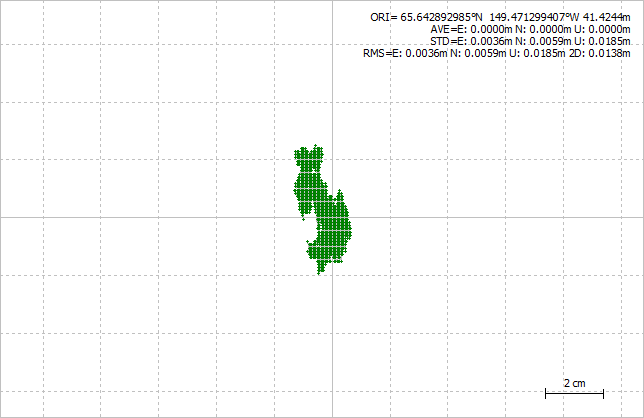 ORI= 65.642892985°N  149.471299407°W 41.4244m
AVE=E: 0.0000m N: 0.0000m U: 0.0000m
STD=E: 0.0036m N: 0.0059m U: 0.0185m
RMS=E: 0.0036m N: 0.0059m U: 0.0185m 2D: 0.0138m
2 cm